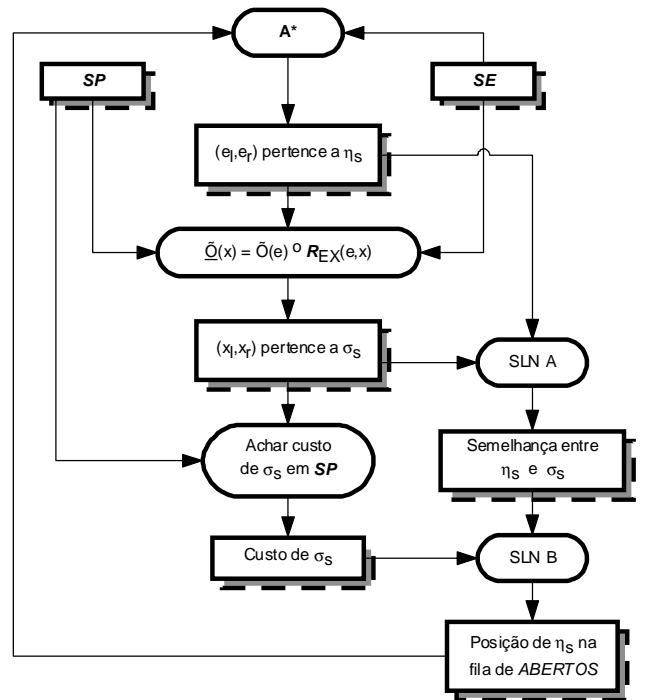 A*
SP
SE
(el,er) pertence a ηs
Õ(x) = Õ(e) o REX(e,x)
(xl,xr) pertence a σs
SLN A
Achar custo
de σs em SP
Semelhança entre
ηs e σs
Custo de σs
SLN B
Posição de ηs na
fila de ABERTOS